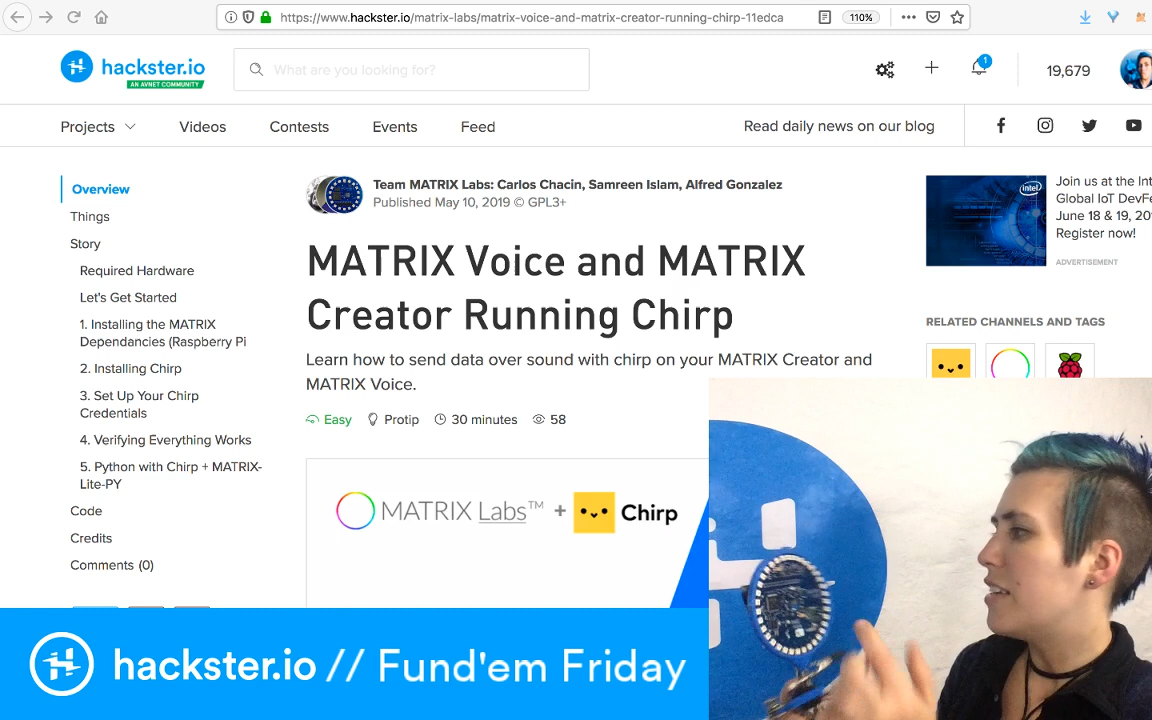 https://www.hackster.io/matrix-labs/matrix-voice-and-matrix-creator-running-chirp-11edca
110%
hackster.io
AN AVNET COMMUNITY
What are you looking for?
1
19,679
Projects
Videos
Contests
Events
Feed
Read daily news on our blog
Overview
Things
Story
Required Hardware
Let's Get Started
1. Installing the MATRIX
Dependancies (Raspberry Pi
2. Installing Chirp
3. Set Up Your Chirp
Credentials
4. Verifying Everything Works
5. Python with Chirp + MATRIX-
Lite-PY
Code
Credits
Comments (0)
Team MATRIX Labs: Carlos Chacin, Samreen Islam, Alfred Gonzalez
Published May 10, 2019 © GPL3+
MATRIX Voice and MATRIX
Creator Running Chirp
Learn how to send data over sound with chirp on your MATRIX Creator and
MATRIX Voice.
Easy
Protip
30 minutes
58
MATRIX Labs™ + Chirp
intel
Join us at the Int
Global IoT DevFe
June 18 & 19, 20
Register now!
ADVERTISEMENT
RELATED CHANNELS AND TAGS
hackster.io // Fund'em Friday